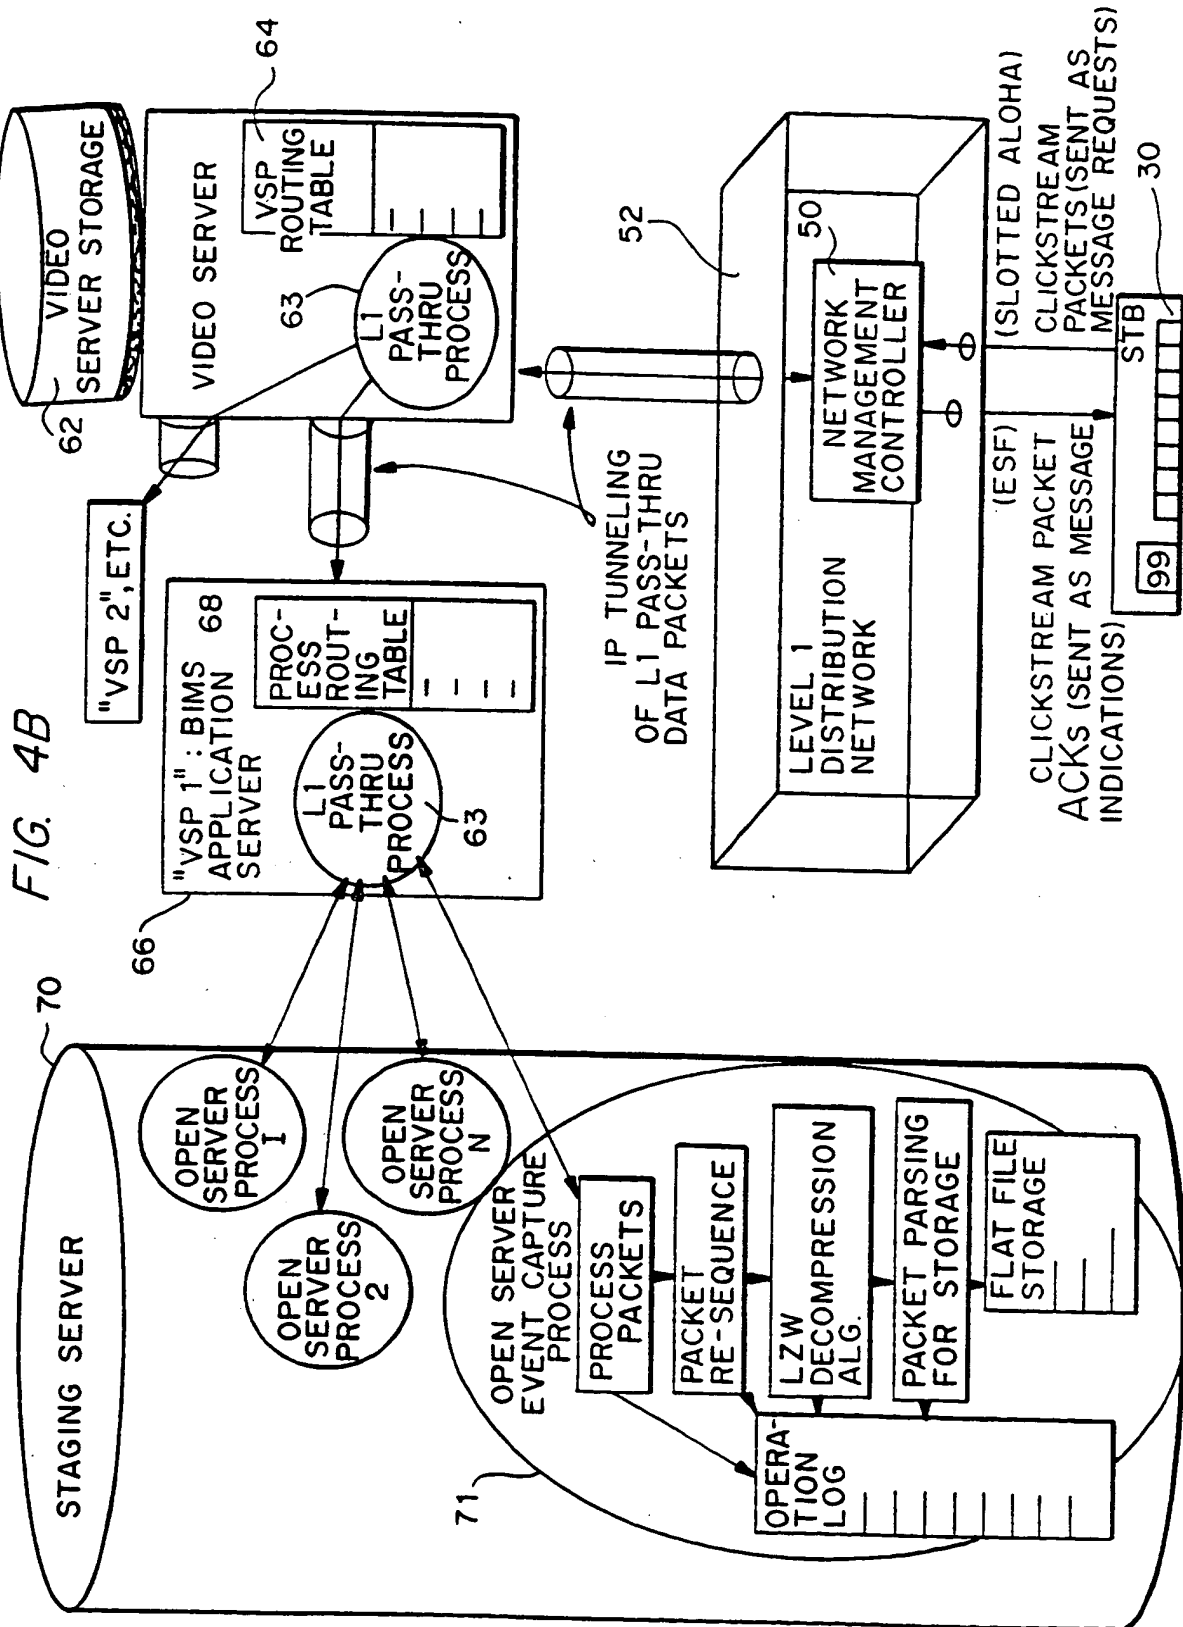 FIG. 4B
STAGING SERVER
70
OPEN
SERVER
PROCESS
1
OPEN
SERVER
PROCESS
2
OPEN
SERVER
PROCESS
N
71
OPEN SERVER
EVENT CAPTURE
PROCESS
PROCESS
PACKETS
PACKET
RE-SEQUENCE
LZW
DECOMPRESSION
ALG.
PACKET PARSING
FOR STORAGE
FLAT FILE
STORAGE
OPERA-
TION
LOG
66
"VSP 1" : BIMS
APPLICATION
SERVER
68
L1
PASS-
THRU
PROCESS
63
PROC-
ESS
ROUT-
ING
TABLE
"VSP 2", ETC.
62
VIDEO
SERVER STORAGE
VIDEO SERVER
63
L1
PASS-
THRU
PROCESS
VSP
ROUTING
TABLE
64
IP TUNNELING
OF L1 PASS-THRU
DATA PACKETS
52
LEVEL 1
DISTRIBUTION
NETWORK
50
NETWORK
MANAGEMENT
CONTROLLER
(ESF)
CLICKSTREAM PACKET
ACKs (SENT AS MESSAGE
INDICATIONS)
(SLOTTED ALOHA)
CLICKSTREAM
PACKETS (SENT AS
MESSAGE REQUESTS)
STB
30
99